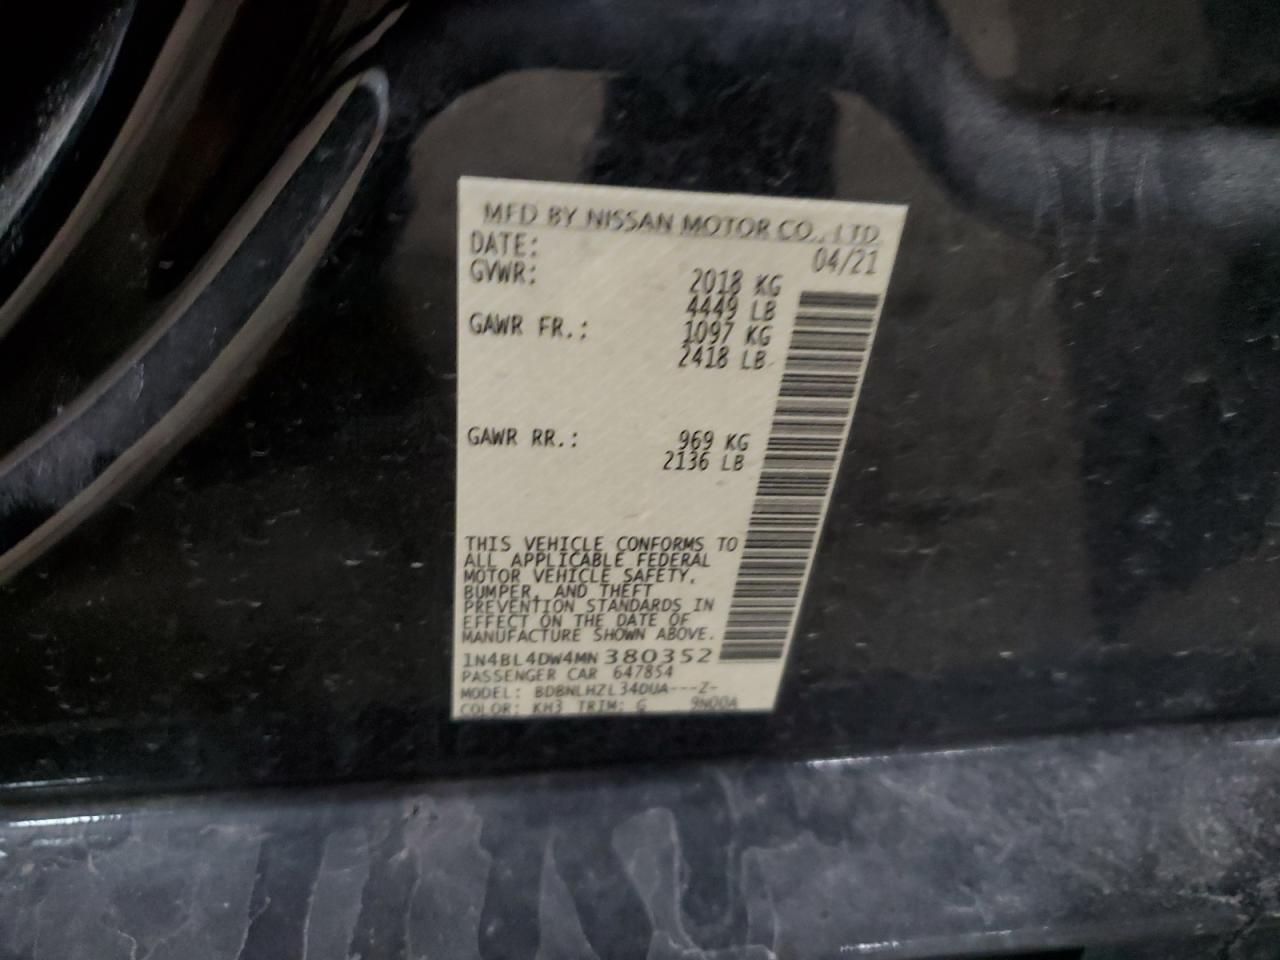 MFD BY NISSAN MOTOR CO., LTD.
DATE: 04/21
GVWR: 2018 KG
4449 LB
GAWR FR.: 1097 KG
2418 LB
GAWR RR.: 969 KG
2136 LB
THIS VEHICLE CONFORMS TO
ALL APPLICABLE FEDERAL
MOTOR VEHICLE SAFETY,
BUMPER, AND THEFT
PREVENTION STANDARDS IN
EFFECT ON THE DATE OF
MANUFACTURE SHOWN ABOVE.
1N4BL4DW4MN380352
PASSENGER CAR 647854
MODEL: BDBNLHZL34DUA---Z-
COLOR: KH3 TRIM: G 9N00A